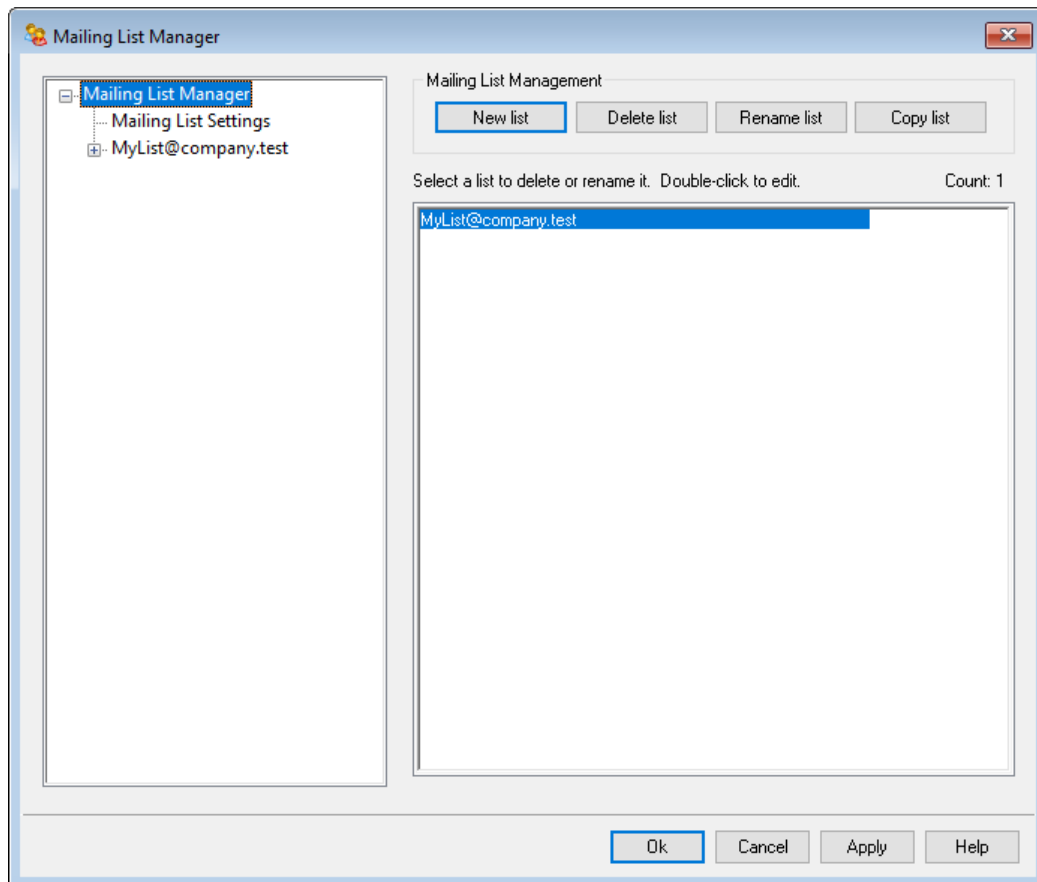 Mailing List Manager
Mailing List Manager
Mailing List Settings
MyList@company.test
Mailing List Management
New list Delete list Rename list Copy list
Select a list to delete or rename it. Double-click to edit. Count: 1
MyList@company.test
Ok Cancel Apply Help